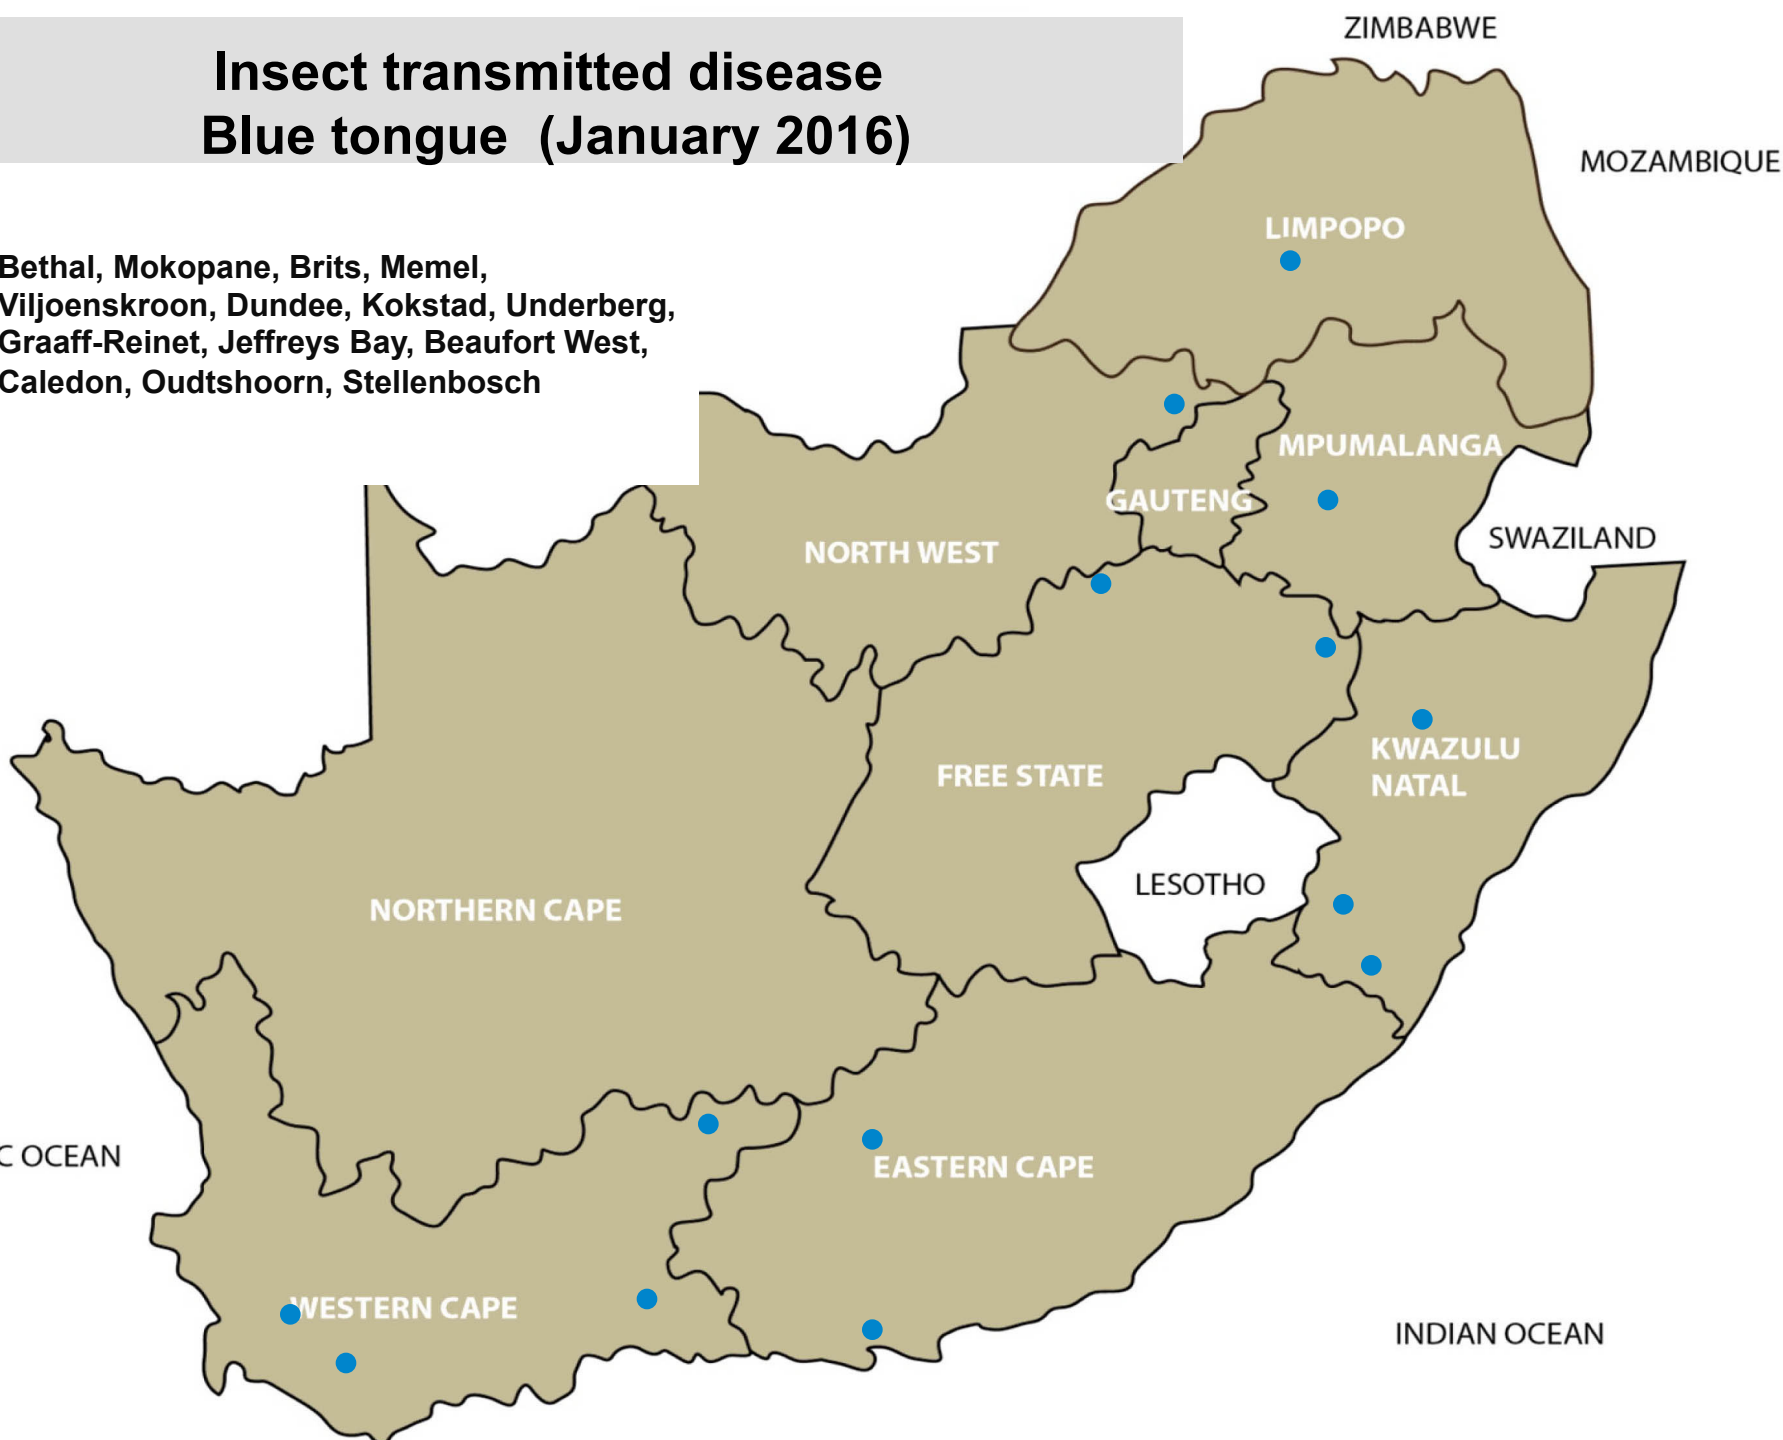 Insect transmitted disease
Blue tongue (January 2016)
Bethal, Mokopane, Brits, Memel,
Viljoenskroon, Dundee, Kokstad, Underberg,
Graaff-Reinet, Jeffreys Bay, Beaufort West,
Caledon, Oudtshoorn, Stellenbosch
ZIMBABWE
MOZAMBIQUE
LIMPOPO
MPUMALANGA
GAUTENG
SWAZILAND
NORTH WEST
KWAZULU
NATAL
FREE STATE
LESOTHO
NORTHERN CAPE
C OCEAN
EASTERN CAPE
WESTERN CAPE
INDIAN OCEAN